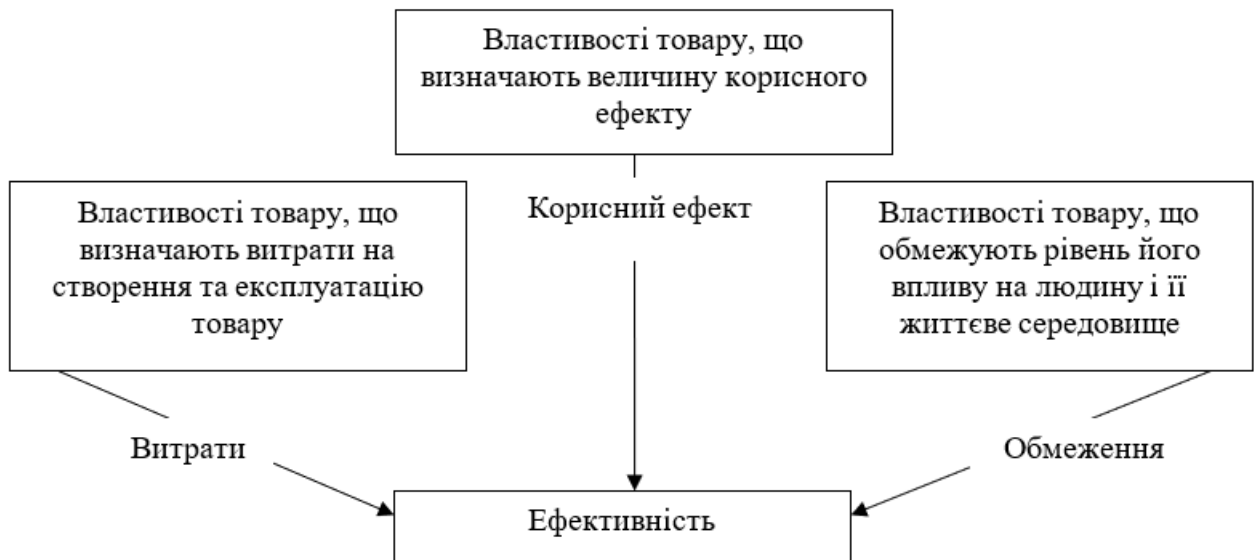 Властивості товару, що
визначають величину корисного
ефекту
Властивості товару, що
визначають витрати на
створення та експлуатацію
товару
Корисний ефект
Властивості товару, що
обмежують рівень його
впливу на людину і її
життєве середовище
Витрати
Обмеження
Ефективність